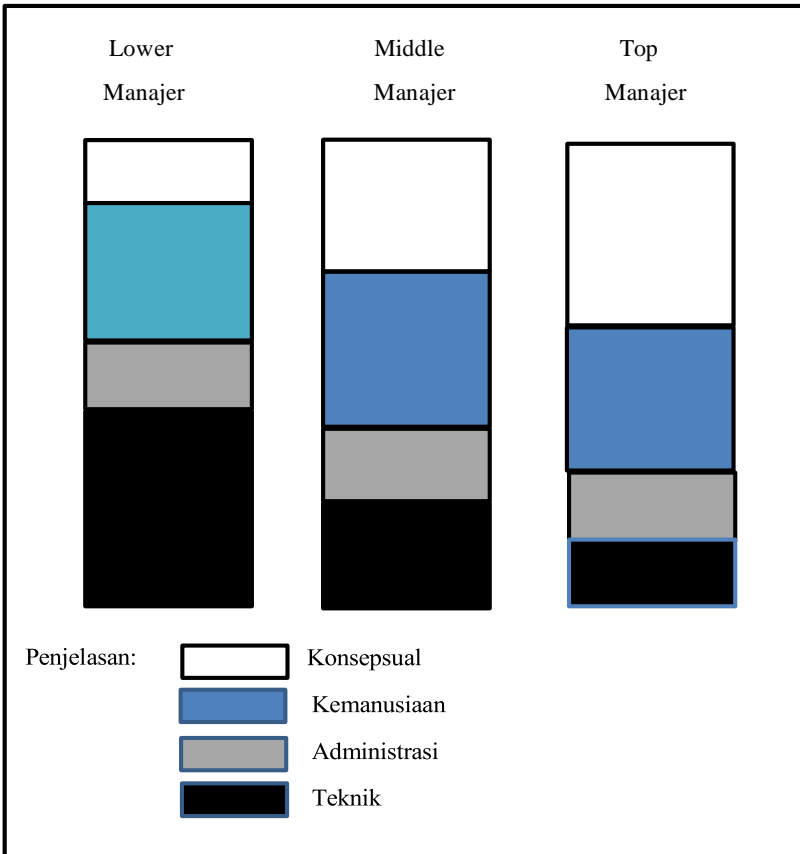 Lower Manajer
Middle Manajer
Top Manajer
Penjelasan:
Konsepsual
Kemanusiaan
Administrasi
Teknik